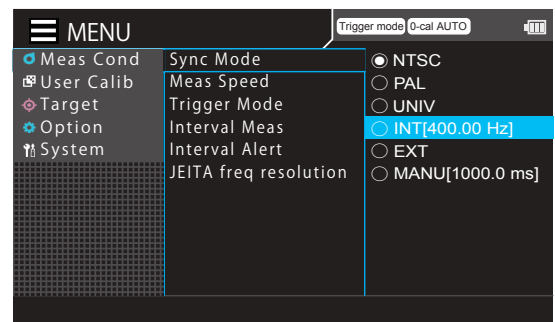 MENU
Trigger mode 0-cal AUTO
Meas Cond
User Calib
Target
Option
System
Sync Mode
Meas Speed
Trigger Mode
Interval Meas
Interval Alert
JEITA freq resolution
NTSC
PAL
UNIV
INT[400.00 Hz]
EXT
MANU[1000.0 ms]